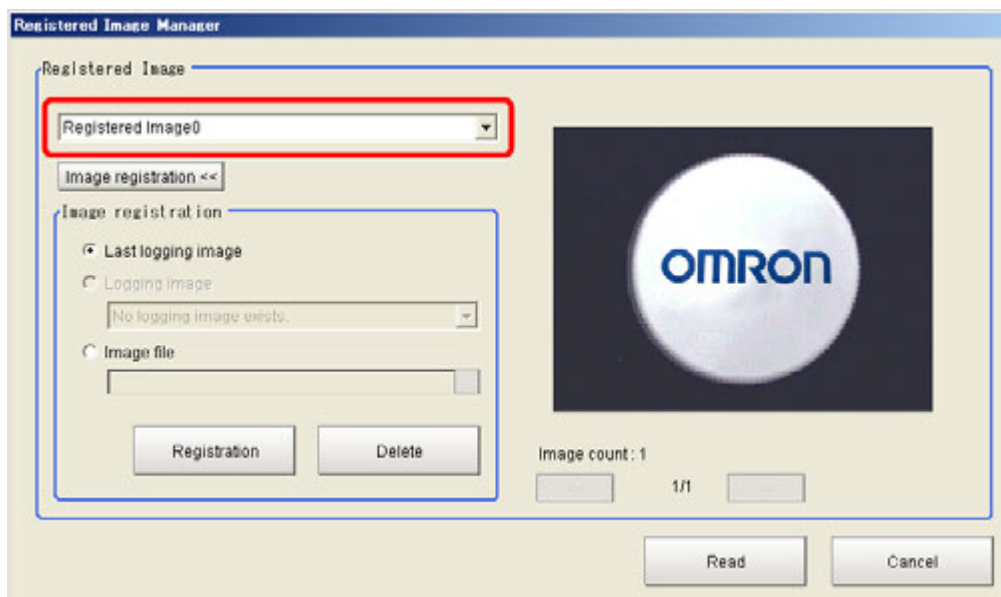 Registered Image Manager
Registered Image
Registered Image0
Image registration <<
Image registration
Last logging image
Logging image
No logging image exists.
Image file
Registration
Delete
OMRON
Image count : 1
<<
1/1
>>
Read
Cancel